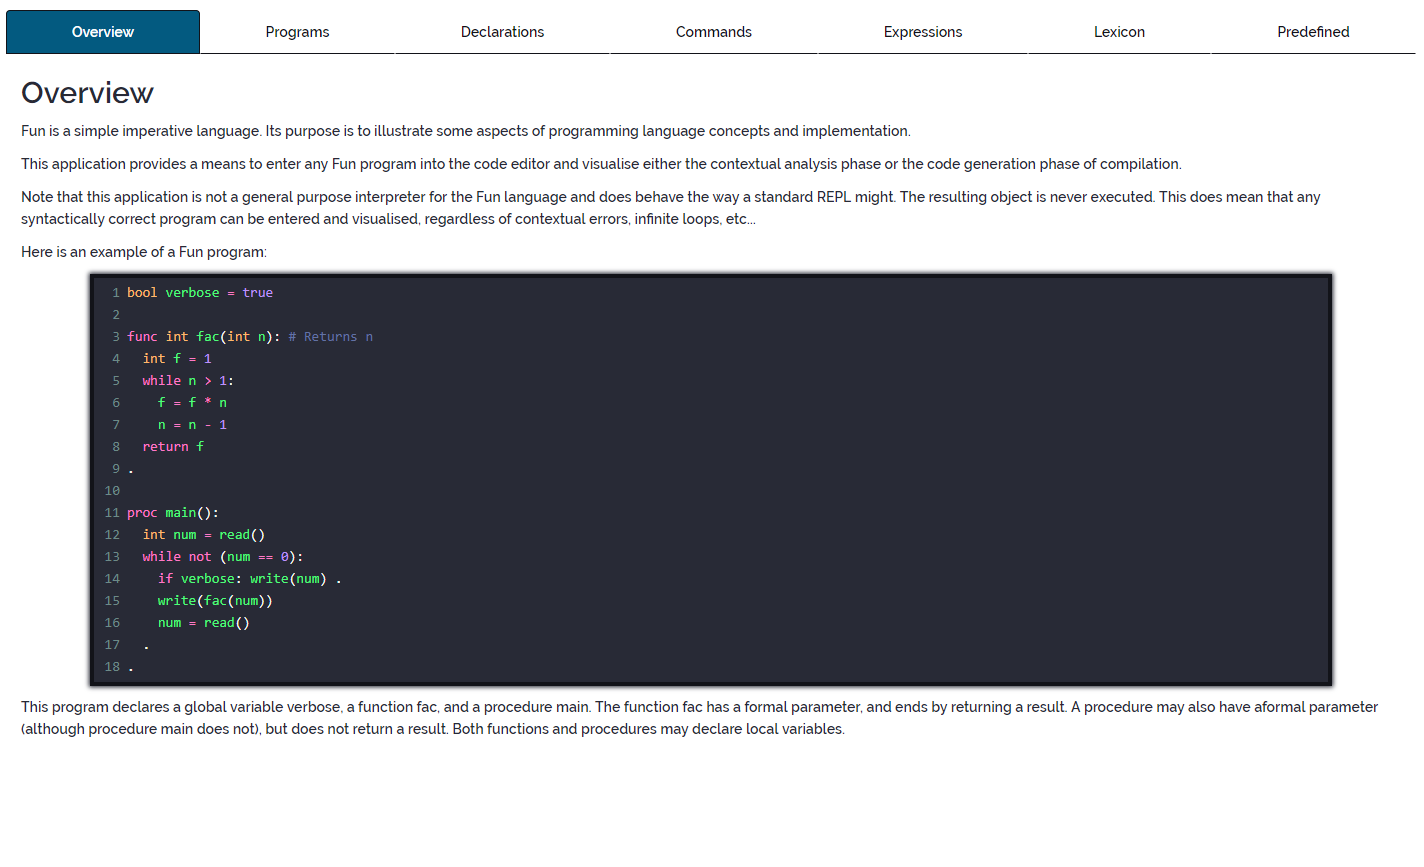 Overview Programs Declarations Commands Expressions Lexicon Predefined
Overview
Fun is a simple imperative language. Its purpose is to illustrate some aspects of programming language concepts and implementation.
This application provides a means to enter any Fun program into the code editor and visualise either the contextual analysis phase or the code generation phase of compilation.
Note that this application is not a general purpose interpreter for the Fun language and does behave the way a standard REPL might. The resulting object is never executed. This does mean that any
syntactically correct program can be entered and visualised, regardless of contextual errors, infinite loops, etc...
Here is an example of a Fun program:
1 bool verbose = true
2
3 func int fac(int n): # Returns n
4   int f = 1
5   while n > 1:
6     f = f * n
7     n = n - 1
8   return f
9 .
10
11 proc main():
12   int num = read()
13   while not (num == 0):
14     if verbose: write(num) .
15     write(fac(num))
16     num = read()
17   .
18 .
This program declares a global variable verbose, a function fac, and a procedure main. The function fac has a formal parameter, and ends by returning a result. A procedure may also have aformal parameter
(although procedure main does not), but does not return a result. Both functions and procedures may declare local variables.